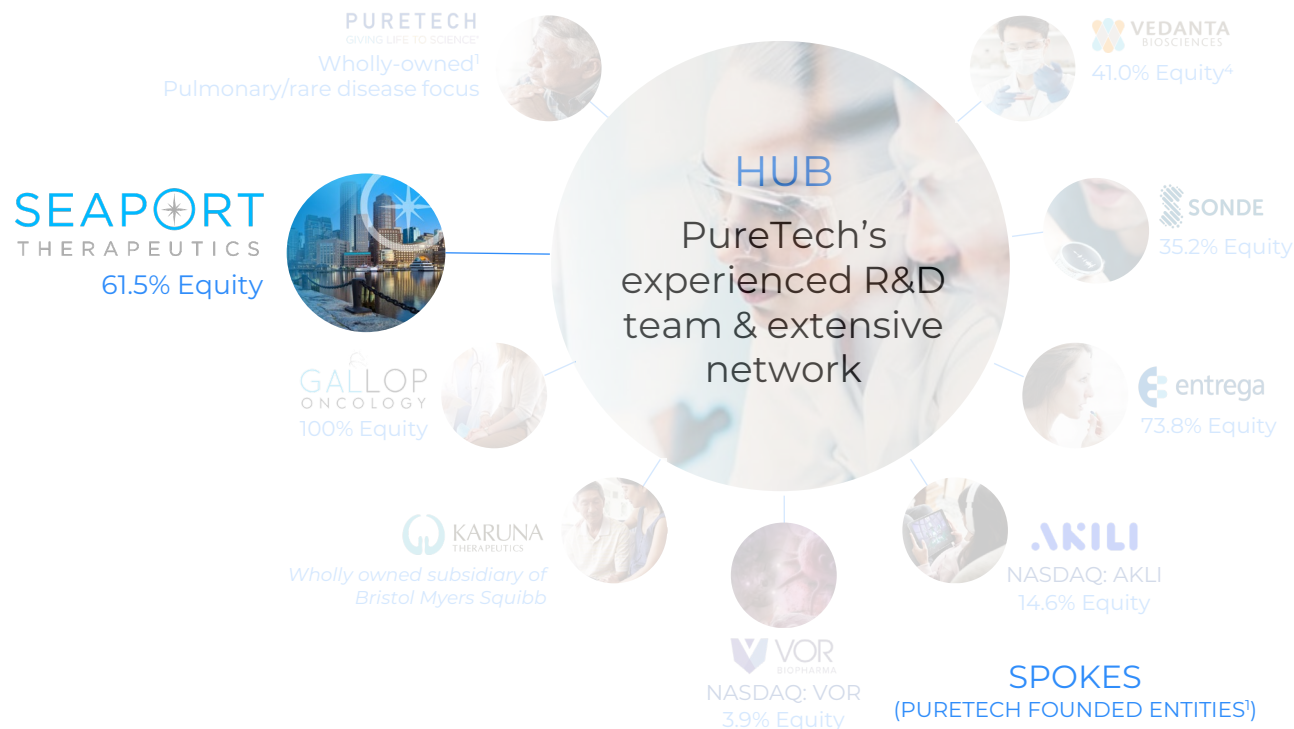 PURETECH
GIVING LIFE TO SCIENCE®
Wholly-owned¹
Pulmonary/rare disease focus
SEAPORT
THERAPEUTICS
61.5% Equity
GALLOP
ONCOLOGY
100% Equity
KARUNA
THERAPEUTICS
Wholly owned subsidiary of
Bristol Myers Squibb
HUB
PureTech’s
experienced R&D
team & extensive
network
VOR
BIOPHARMA
NASDAQ: VOR
3.9% Equity
VEDANTA
BIOSCIENCES
41.0% Equity⁴
SONDE
35.2% Equity
entrega
73.8% Equity
AKILI
NASDAQ: AKLI
14.6% Equity
SPOKES
(PURETECH FOUNDED ENTITIES¹)